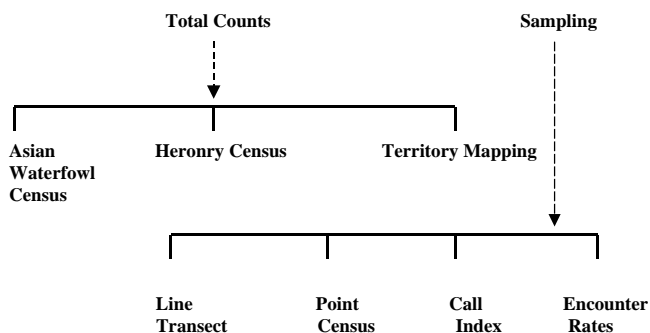 Total Counts
Sampling
Asian
Waterfowl
Census
Heronry Census
Territory Mapping
Line
Transect
Point
Census
Call
Index
Encounter
Rates